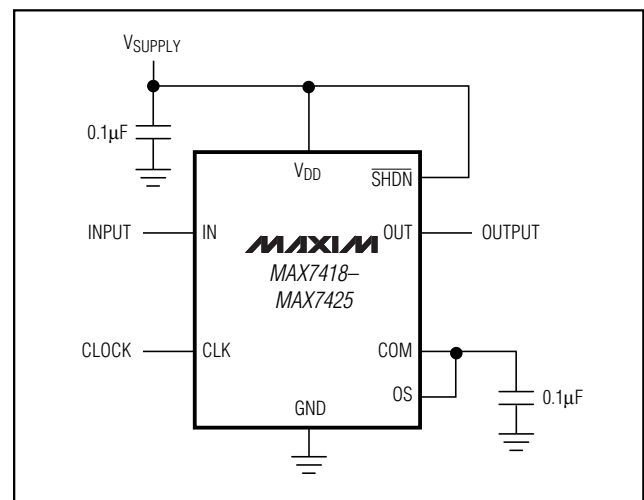 VSUPPLY
0.1µF
VDD
SHDN
INPUT
IN
MAXIM
OUT
OUTPUT
MAX7418–
MAX7425
CLOCK
CLK
COM
OS
0.1µF
GND